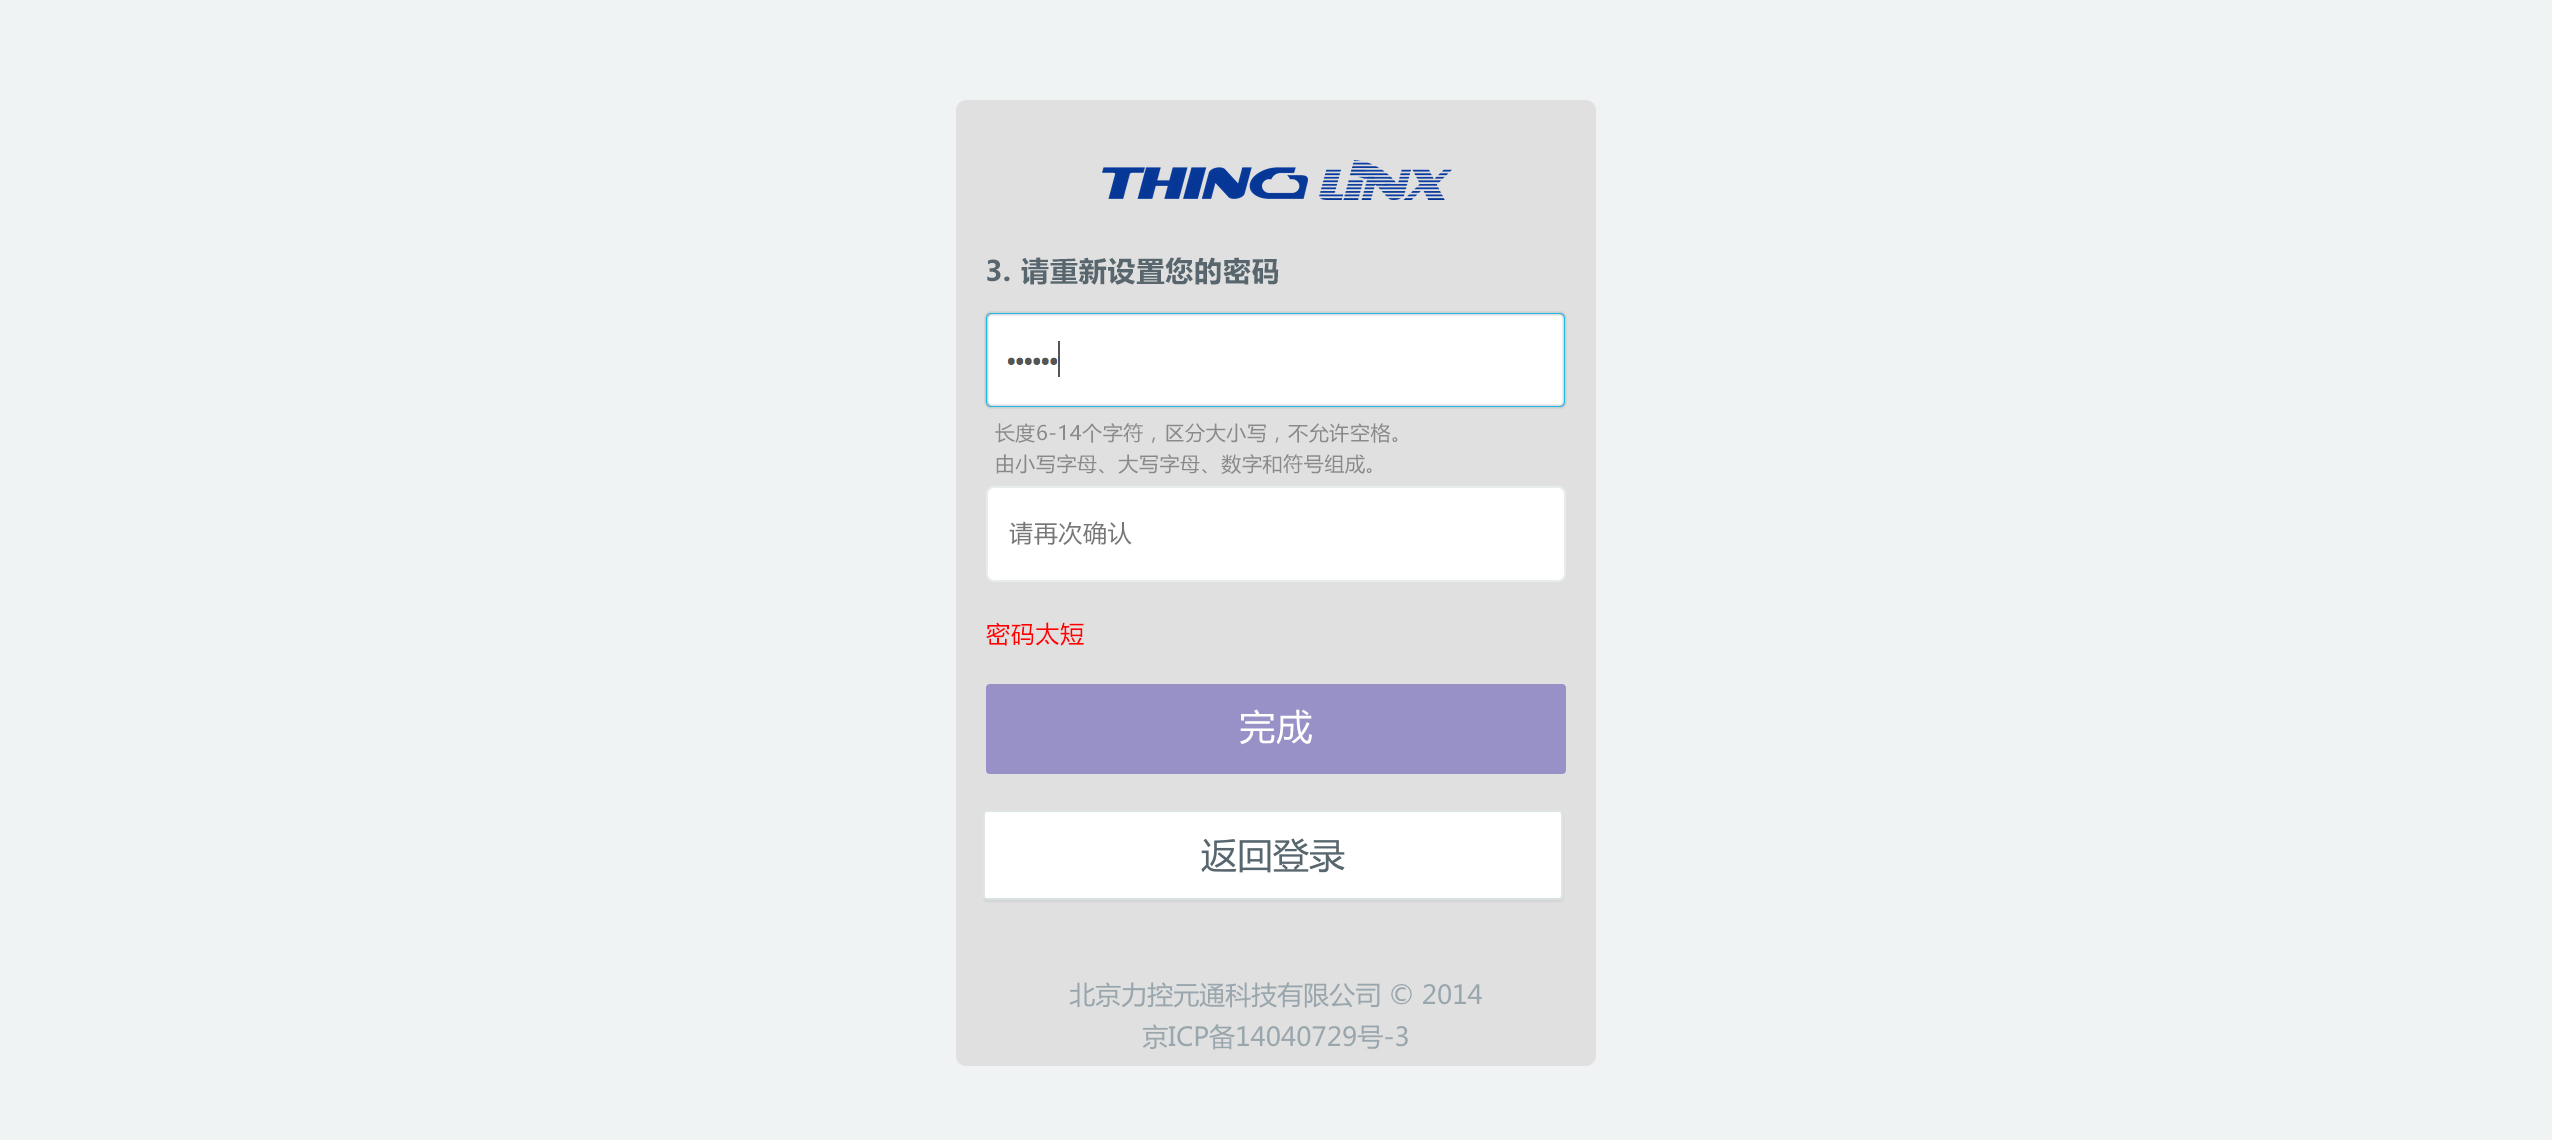 THING LINX
3. 请重新设置您的密码
••••••
长度6-14个字符，区分大小写，不允许空格。
由小写字母、大写字母、数字和符号组成。
请再次确认
密码太短
完成
返回登录
北京力控元通科技有限公司 © 2014
京ICP备14040729号-3